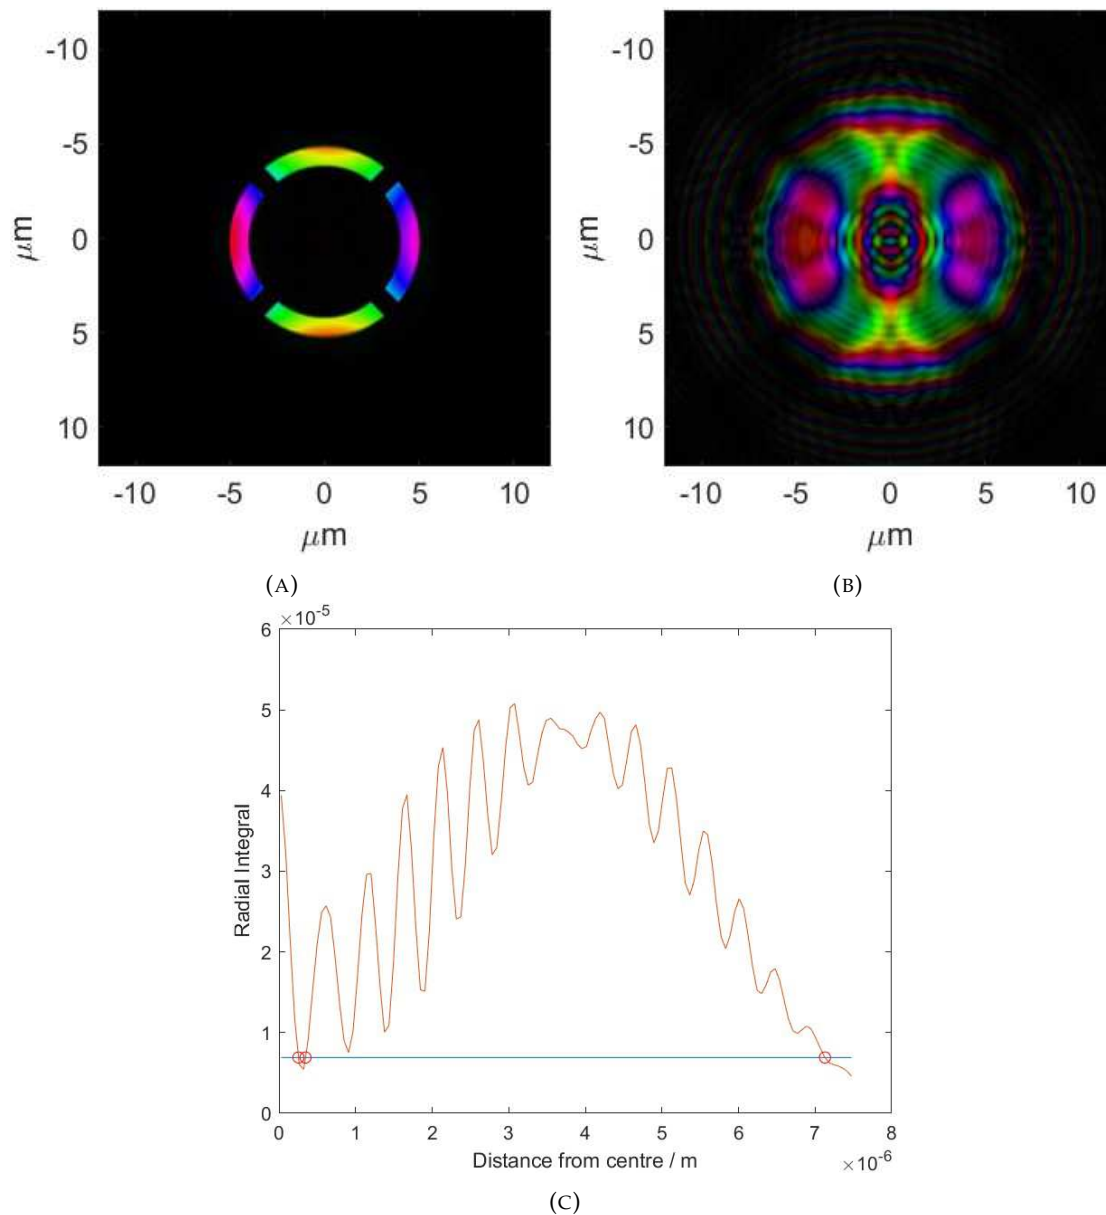 -10
-5
0
5
10
μm
-10 -5 0 5 10
μm
(A)
-10
-5
0
5
10
μm
-10 -5 0 5 10
μm
(B)
×10⁻⁵
6
5
4
3
2
1
0
Radial Integral
0 1 2 3 4 5 6 7 8
Distance from centre / m
×10⁻⁶
(C)